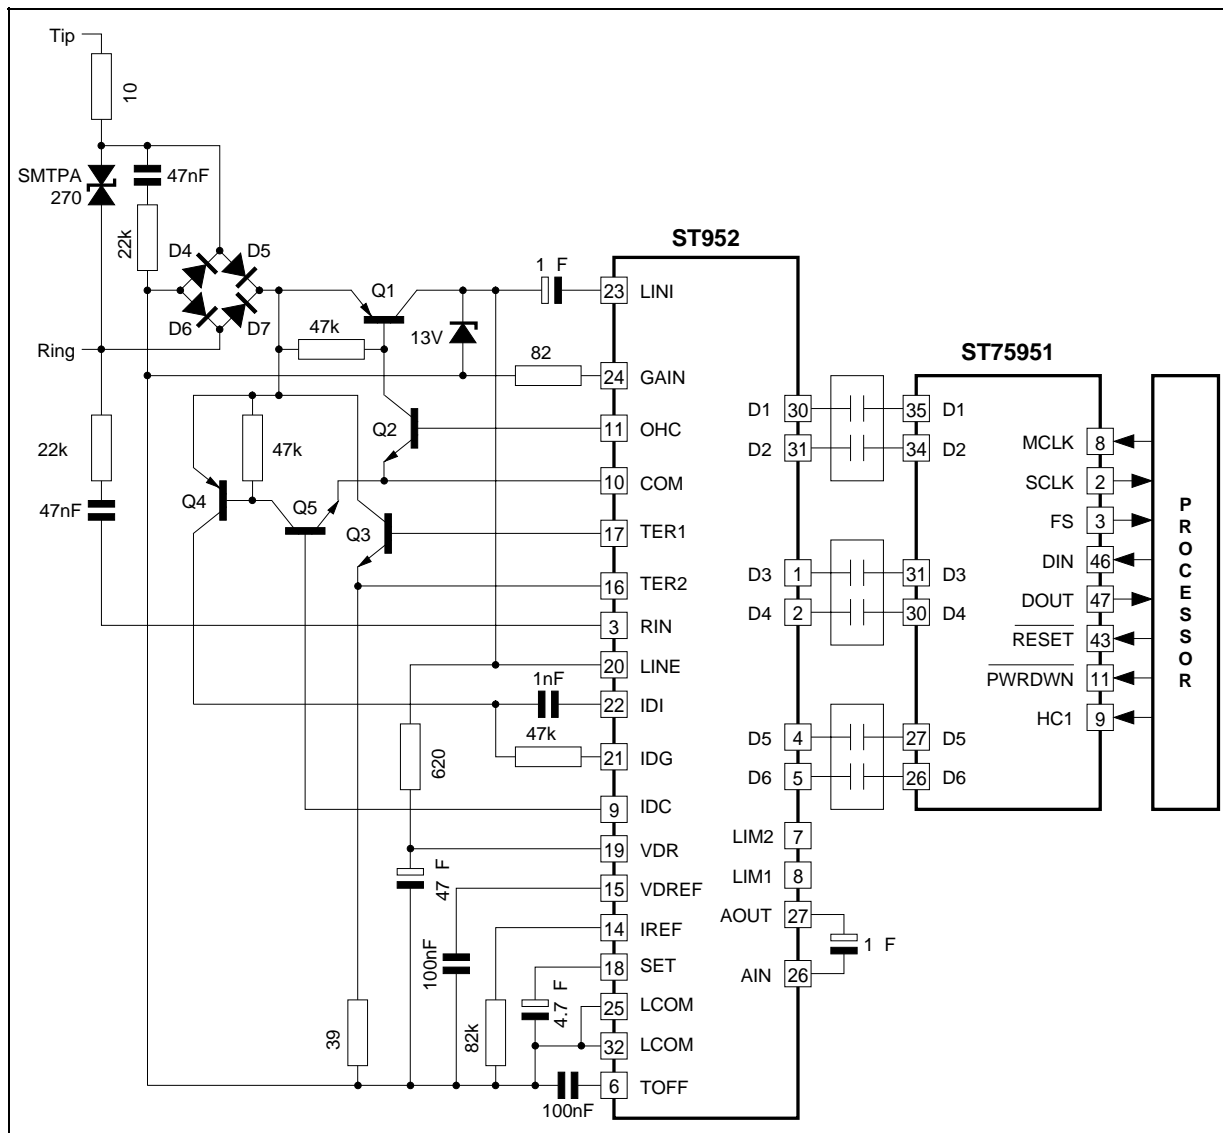 Tip
10
SMTPA
270
47nF
22k
D4
D5
D6
D7
Ring
22k
47nF
Q1
47k
13V
1 F
82
Q2
47k
Q4
Q5
Q3
1nF
47k
620
47 F
100nF
4.7 F
39
82k
100nF
ST952
23 LINI
24 GAIN
11 OHC
10 COM
17 TER1
16 TER2
3 RIN
20 LINE
22 IDI
21 IDG
9 IDC
19 VDR
15 VDREF
14 IREF
18 SET
25 LCOM
32 LCOM
6 TOFF
D1 30
D2 31
D3 1
D4 2
D5 4
D6 5
LIM2 7
LIM1 8
AOUT 27
AIN 26
1 F
ST75951
35 D1
34 D2
31 D3
30 D4
27 D5
26 D6
MCLK 8
SCLK 2
FS 3
DIN 46
DOUT 47
RESET 43
PWRDWN 11
HC1 9
PROCESSOR